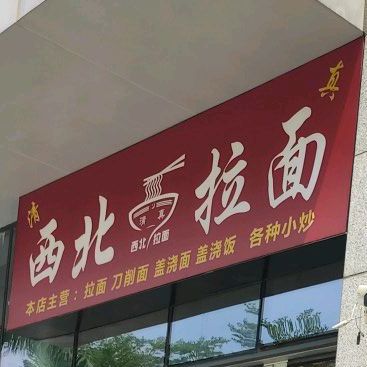 清 真
西北 拉面
清真
西北 拉面
本店主营：拉面 刀削面 盖浇面 盖浇饭 各种小炒